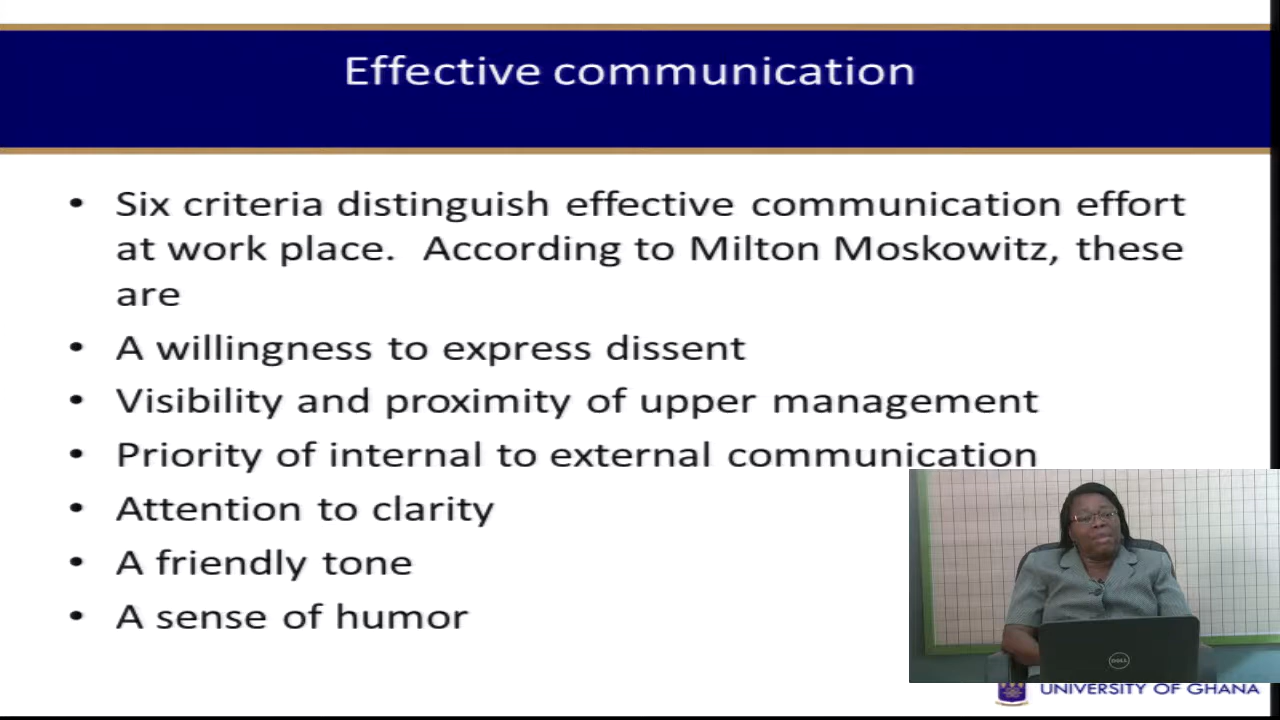 Effective communication
• Six criteria distinguish effective communication effort
at work place. According to Milton Moskowitz, these
are
• A willingness to express dissent
• Visibility and proximity of upper management
• Priority of internal to external communication
• Attention to clarity
• A friendly tone
• A sense of humor
DELL
UNIVERSITY OF GHANA